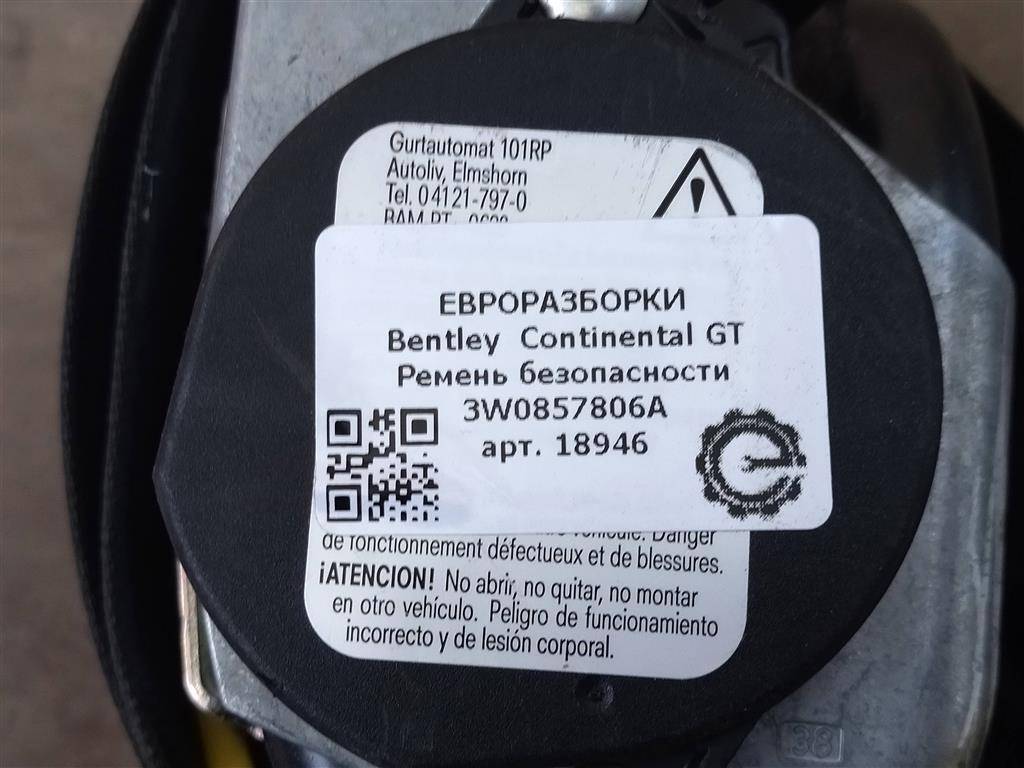 Gurtautomat 101RP
Autoliv, Elmshorn
Tel. 04121-797-0
ЕВРОРАЗБОРКИ
Bentley Continental GT
Ремень безопасности
3W0857806A
арт. 18946
Danger
de fonctionnement défectueux et de blessures.
¡ATENCION! No abrir, no quitar, no montar
en otro vehículo. Peligro de funcionamiento
incorrecto y de lesión corporal.
38